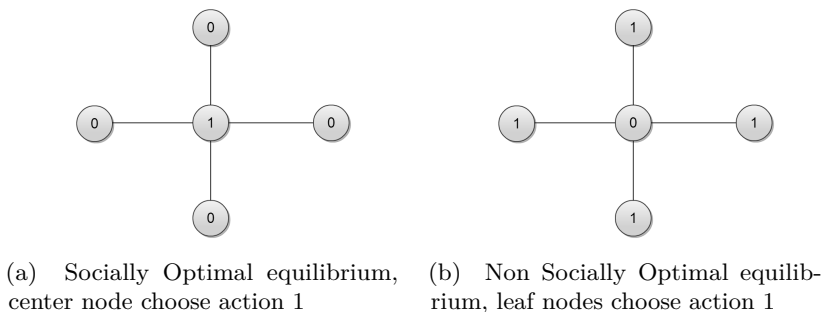 0
0 1 0
0
(a) Socially Optimal equilibrium,
center node choose action 1
1
1 0 1
1
(b) Non Socially Optimal equilib-
rium, leaf nodes choose action 1